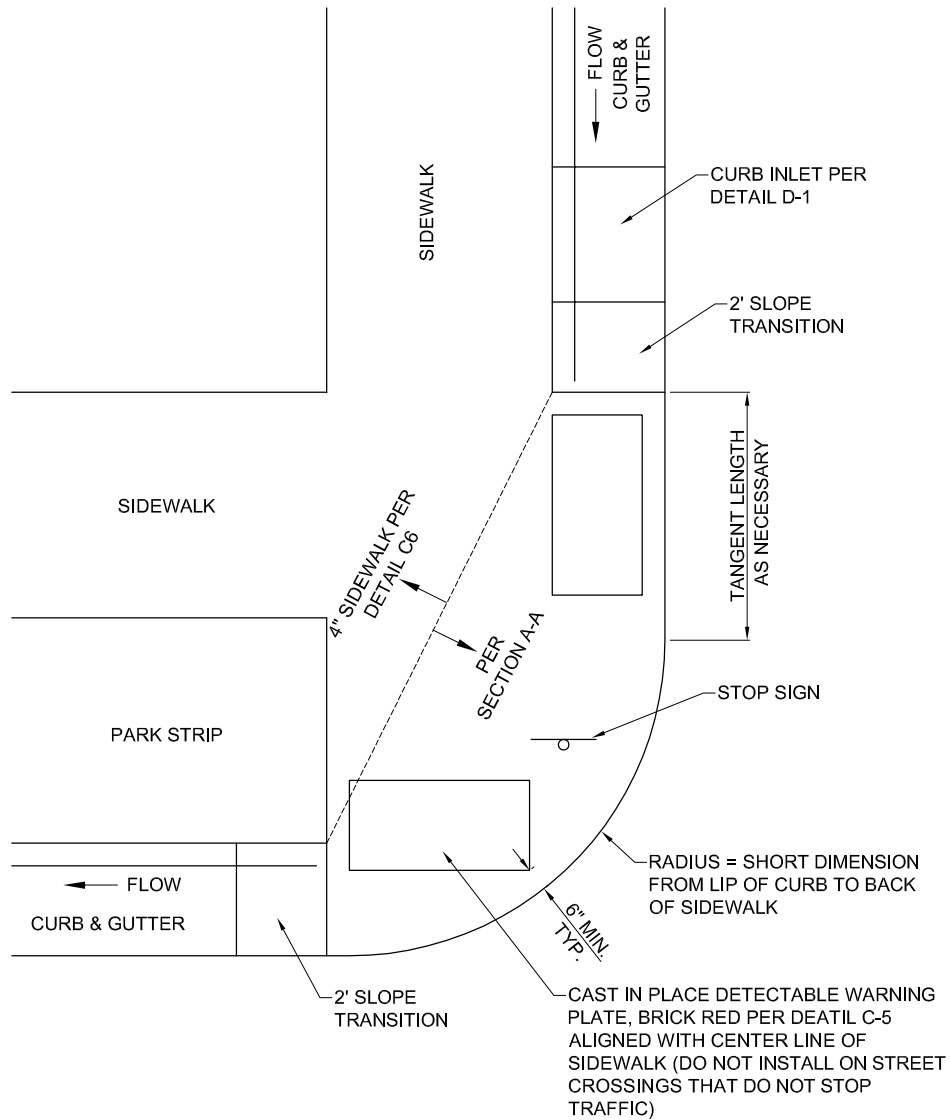 FLOW
CURB &
GUTTER
CURB INLET PER
DETAIL D-1
SIDEWALK
2' SLOPE
TRANSITION
TANGENT LENGTH
AS NECESSARY
SIDEWALK
4" SIDEWALK PER
DETAIL C6
PER
SECTION A-A
STOP SIGN
PARK STRIP
RADIUS = SHORT DIMENSION
FROM LIP OF CURB TO BACK
OF SIDEWALK
FLOW
CURB & GUTTER
6" MIN.
TYP.
2' SLOPE
TRANSITION
CAST IN PLACE DETECTABLE WARNING
PLATE, BRICK RED PER DEATIL C-5
ALIGNED WITH CENTER LINE OF
SIDEWALK (DO NOT INSTALL ON STREET
CROSSINGS THAT DO NOT STOP
TRAFFIC)